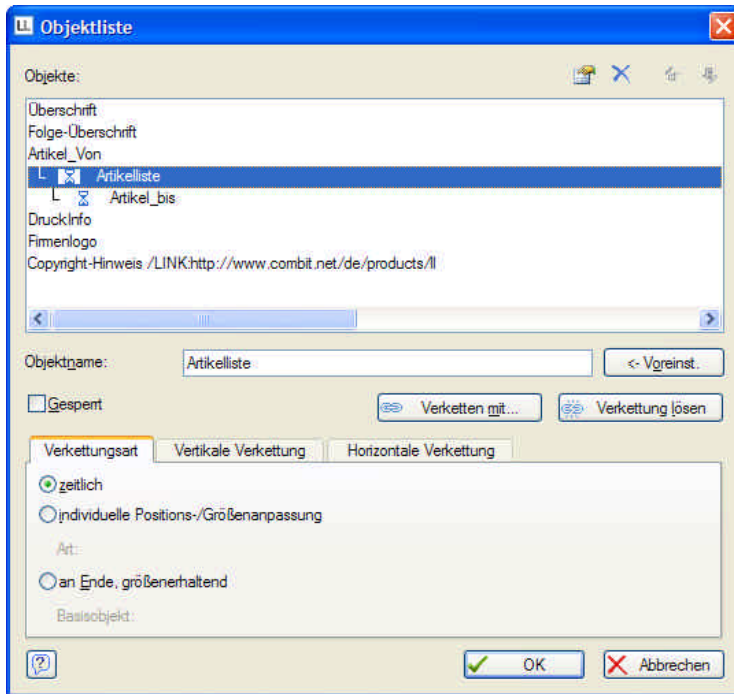 LL Objektliste
Objekte:
Überschrift
Folge-Überschrift
Artikel_Von
Artikelliste
Artikel_bis
DruckInfo
Firmenlogo
Copyright-Hinweis /LINK:http://www.combit.net/de/products/ll
Objektname: Artikelliste <- Voreinst.
Gesperrt Verketten mit... Verkettung lösen
Verkettungsart Vertikale Verkettung Horizontale Verkettung
zeitlich
individuelle Positions-/Größenanpassung
Art:
an Ende, größenerhaltend
Basisobjekt:
? OK Abbrechen